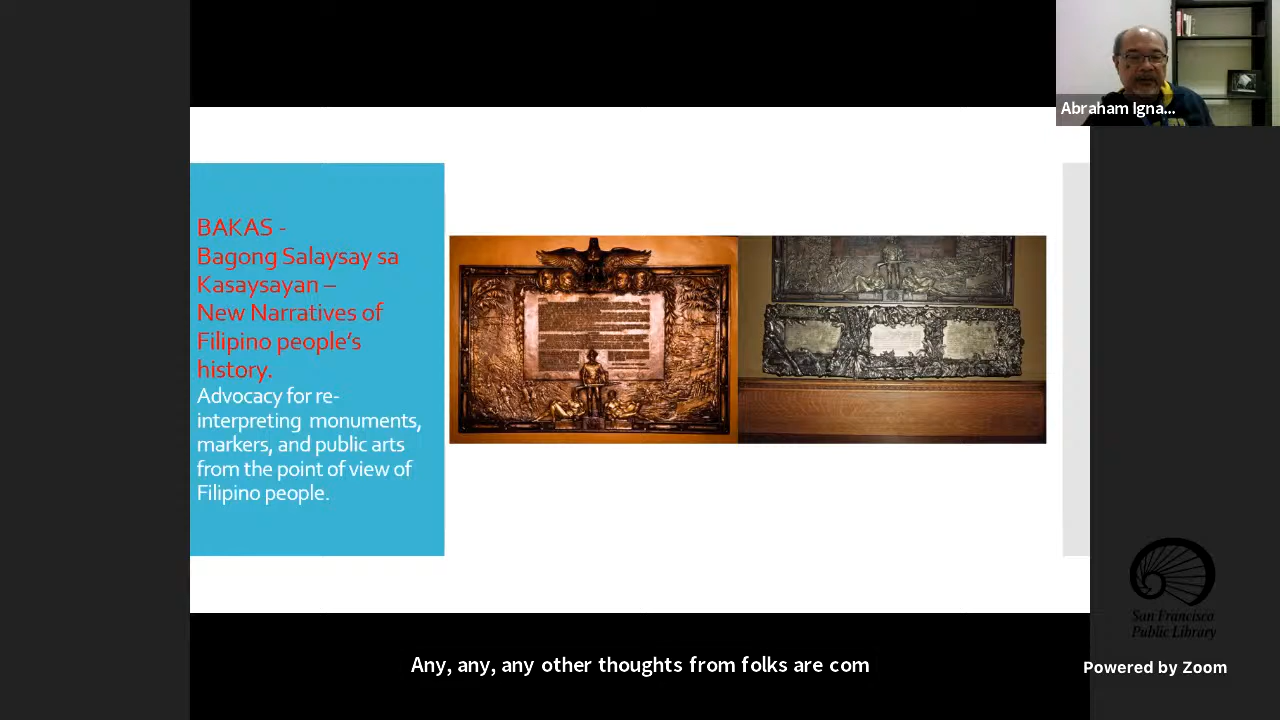 Abraham Igna...
BAKAS -
Bagong Salaysay sa
Kasaysayan –
New Narratives of
Filipino people's
history.
Advocacy for re-
interpreting monuments,
markers, and public arts
from the point of view of
Filipino people.
San Francisco
Public Library
Any, any, any other thoughts from folks are com
Powered by Zoom